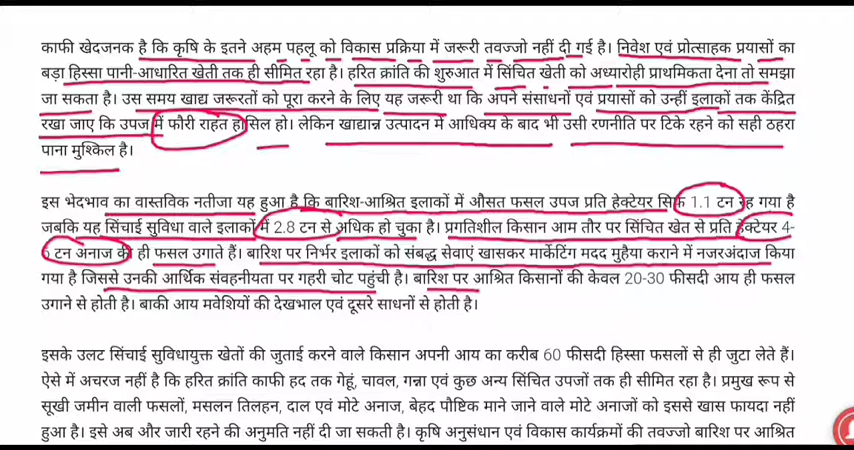 काफी खेदजनक है कि कृषि के इतने अहम पहलू को विकास प्रक्रिया में जरूरी तवज्जो नहीं दी गई है। निवेश एवं प्रोत्साहक प्रयासों का
बड़ा हिस्सा पानी-आधारित खेती तक ही सीमित रहा है। हरित क्रांति की शुरुआत में सिंचित खेती को अध्यारोही प्राथमिकता देना तो समझा
जा सकता है। उस समय खाद्य जरूरतों को पूरा करने के लिए यह जरूरी था कि अपने संसाधनों एवं प्रयासों को उन्हीं इलाकों तक केंद्रित
रखा जाए कि उपज में फौरी राहत हासिल हो। लेकिन खाद्यान्न उत्पादन में आधिक्य के बाद भी उसी रणनीति पर टिके रहने को सही ठहरा
पाना मुश्किल है।
इस भेदभाव का वास्तविक नतीजा यह हुआ है कि बारिश-आश्रित इलाकों में औसत फसल उपज प्रति हेक्टेयर सिर्फ 1.1 टन रह गया है
जबकि यह सिंचाई सुविधा वाले इलाकों में 2.8 टन से अधिक हो चुका है। प्रगतिशील किसान आम तौर पर सिंचित खेत से प्रति हेक्टेयर 4-
टन अनाज की ही फसल उगाते हैं। बारिश पर निर्भर इलाकों को संबद्ध सेवाएं खासकर मार्केटिंग मदद मुहैया कराने में नजरअंदाज किया
गया है जिससे उनकी आर्थिक संवहनीयता पर गहरी चोट पहुंची है। बारिश पर आश्रित किसानों की केवल 20-30 फीसदी आय ही फसल
उगाने से होती है। बाकी आय मवेशियों की देखभाल एवं दूसरे साधनों से होती है।
इसके उलट सिंचाई सुविधायुक्त खेतों की जुताई करने वाले किसान अपनी आय का करीब 60 फीसदी हिस्सा फसलों से ही जुटा लेते हैं।
ऐसे में अचरज नहीं है कि हरित क्रांति काफी हद तक गेहूं, चावल, गन्ना एवं कुछ अन्य सिंचित उपजों तक ही सीमित रहा है। प्रमुख रूप से
सूखी जमीन वाली फसलों, मसलन तिलहन, दाल एवं मोटे अनाज, बेहद पौष्टिक माने जाने वाले मोटे अनाजों को इससे खास फायदा नहीं
हुआ है। इसे अब और जारी रहने की अनुमति नहीं दी जा सकती है। कृषि अनुसंधान एवं विकास कार्यक्रमों की तवज्जो बारिश पर आश्रित